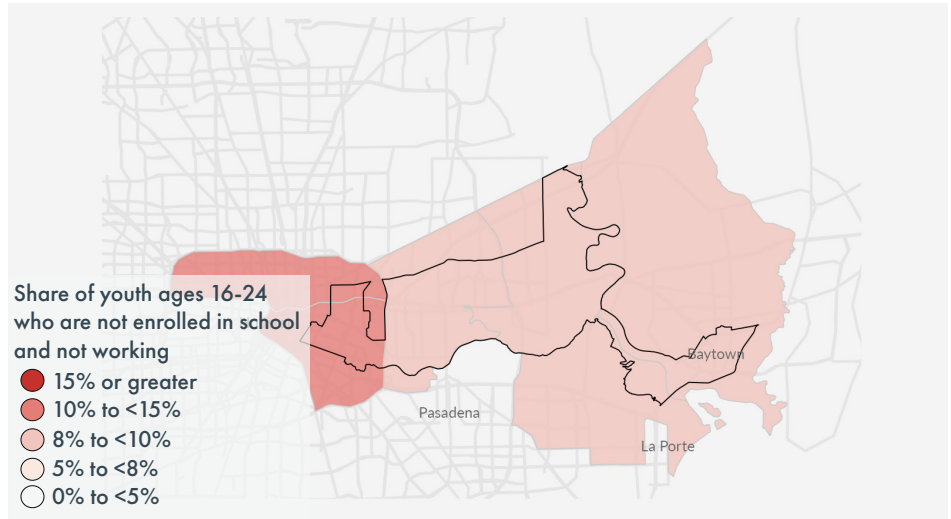 Share of youth ages 16-24
who are not enrolled in school
and not working
15% or greater
10% to <15%
8% to <10%
5% to <8%
0% to <5%
Baytown
Pasadena
La Porte